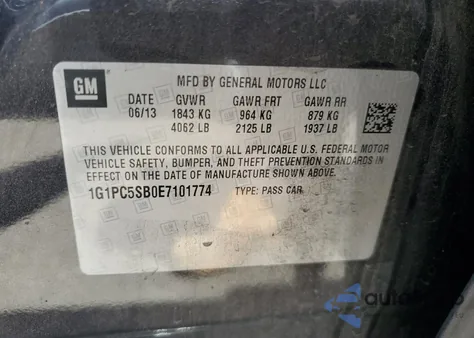 GM
MFD BY GENERAL MOTORS LLC
DATE GVWR GAWR FRT GAWR RR
06/13 1843 KG 964 KG 879 KG
4062 LB 2125 LB 1937 LB
THIS VEHICLE CONFORMS TO ALL APPLICABLE U.S. FEDERAL MOTOR
VEHICLE SAFETY, BUMPER, AND THEFT PREVENTION STANDARDS IN
EFFECT ON THE DATE OF MANUFACTURE SHOWN ABOVE.
1G1PC5SB0E7101774 TYPE: PASS CAR